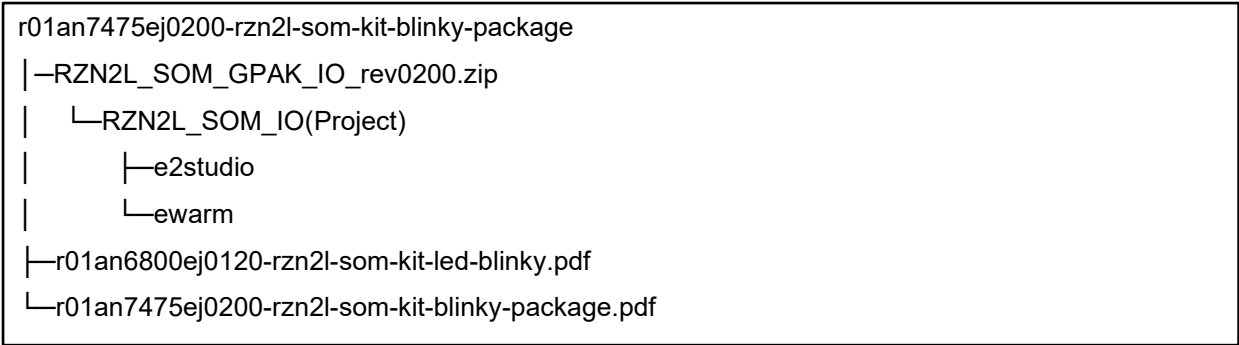 r01an7475ej0200-rzn2l-som-kit-blinky-package
│─RZN2L_SOM_GPAK_IO_rev0200.zip
│ └─RZN2L_SOM_IO(Project)
│ ├─e2studio
│ └─ewarm
├─r01an6800ej0120-rzn2l-som-kit-led-blinky.pdf
└─r01an7475ej0200-rzn2l-som-kit-blinky-package.pdf